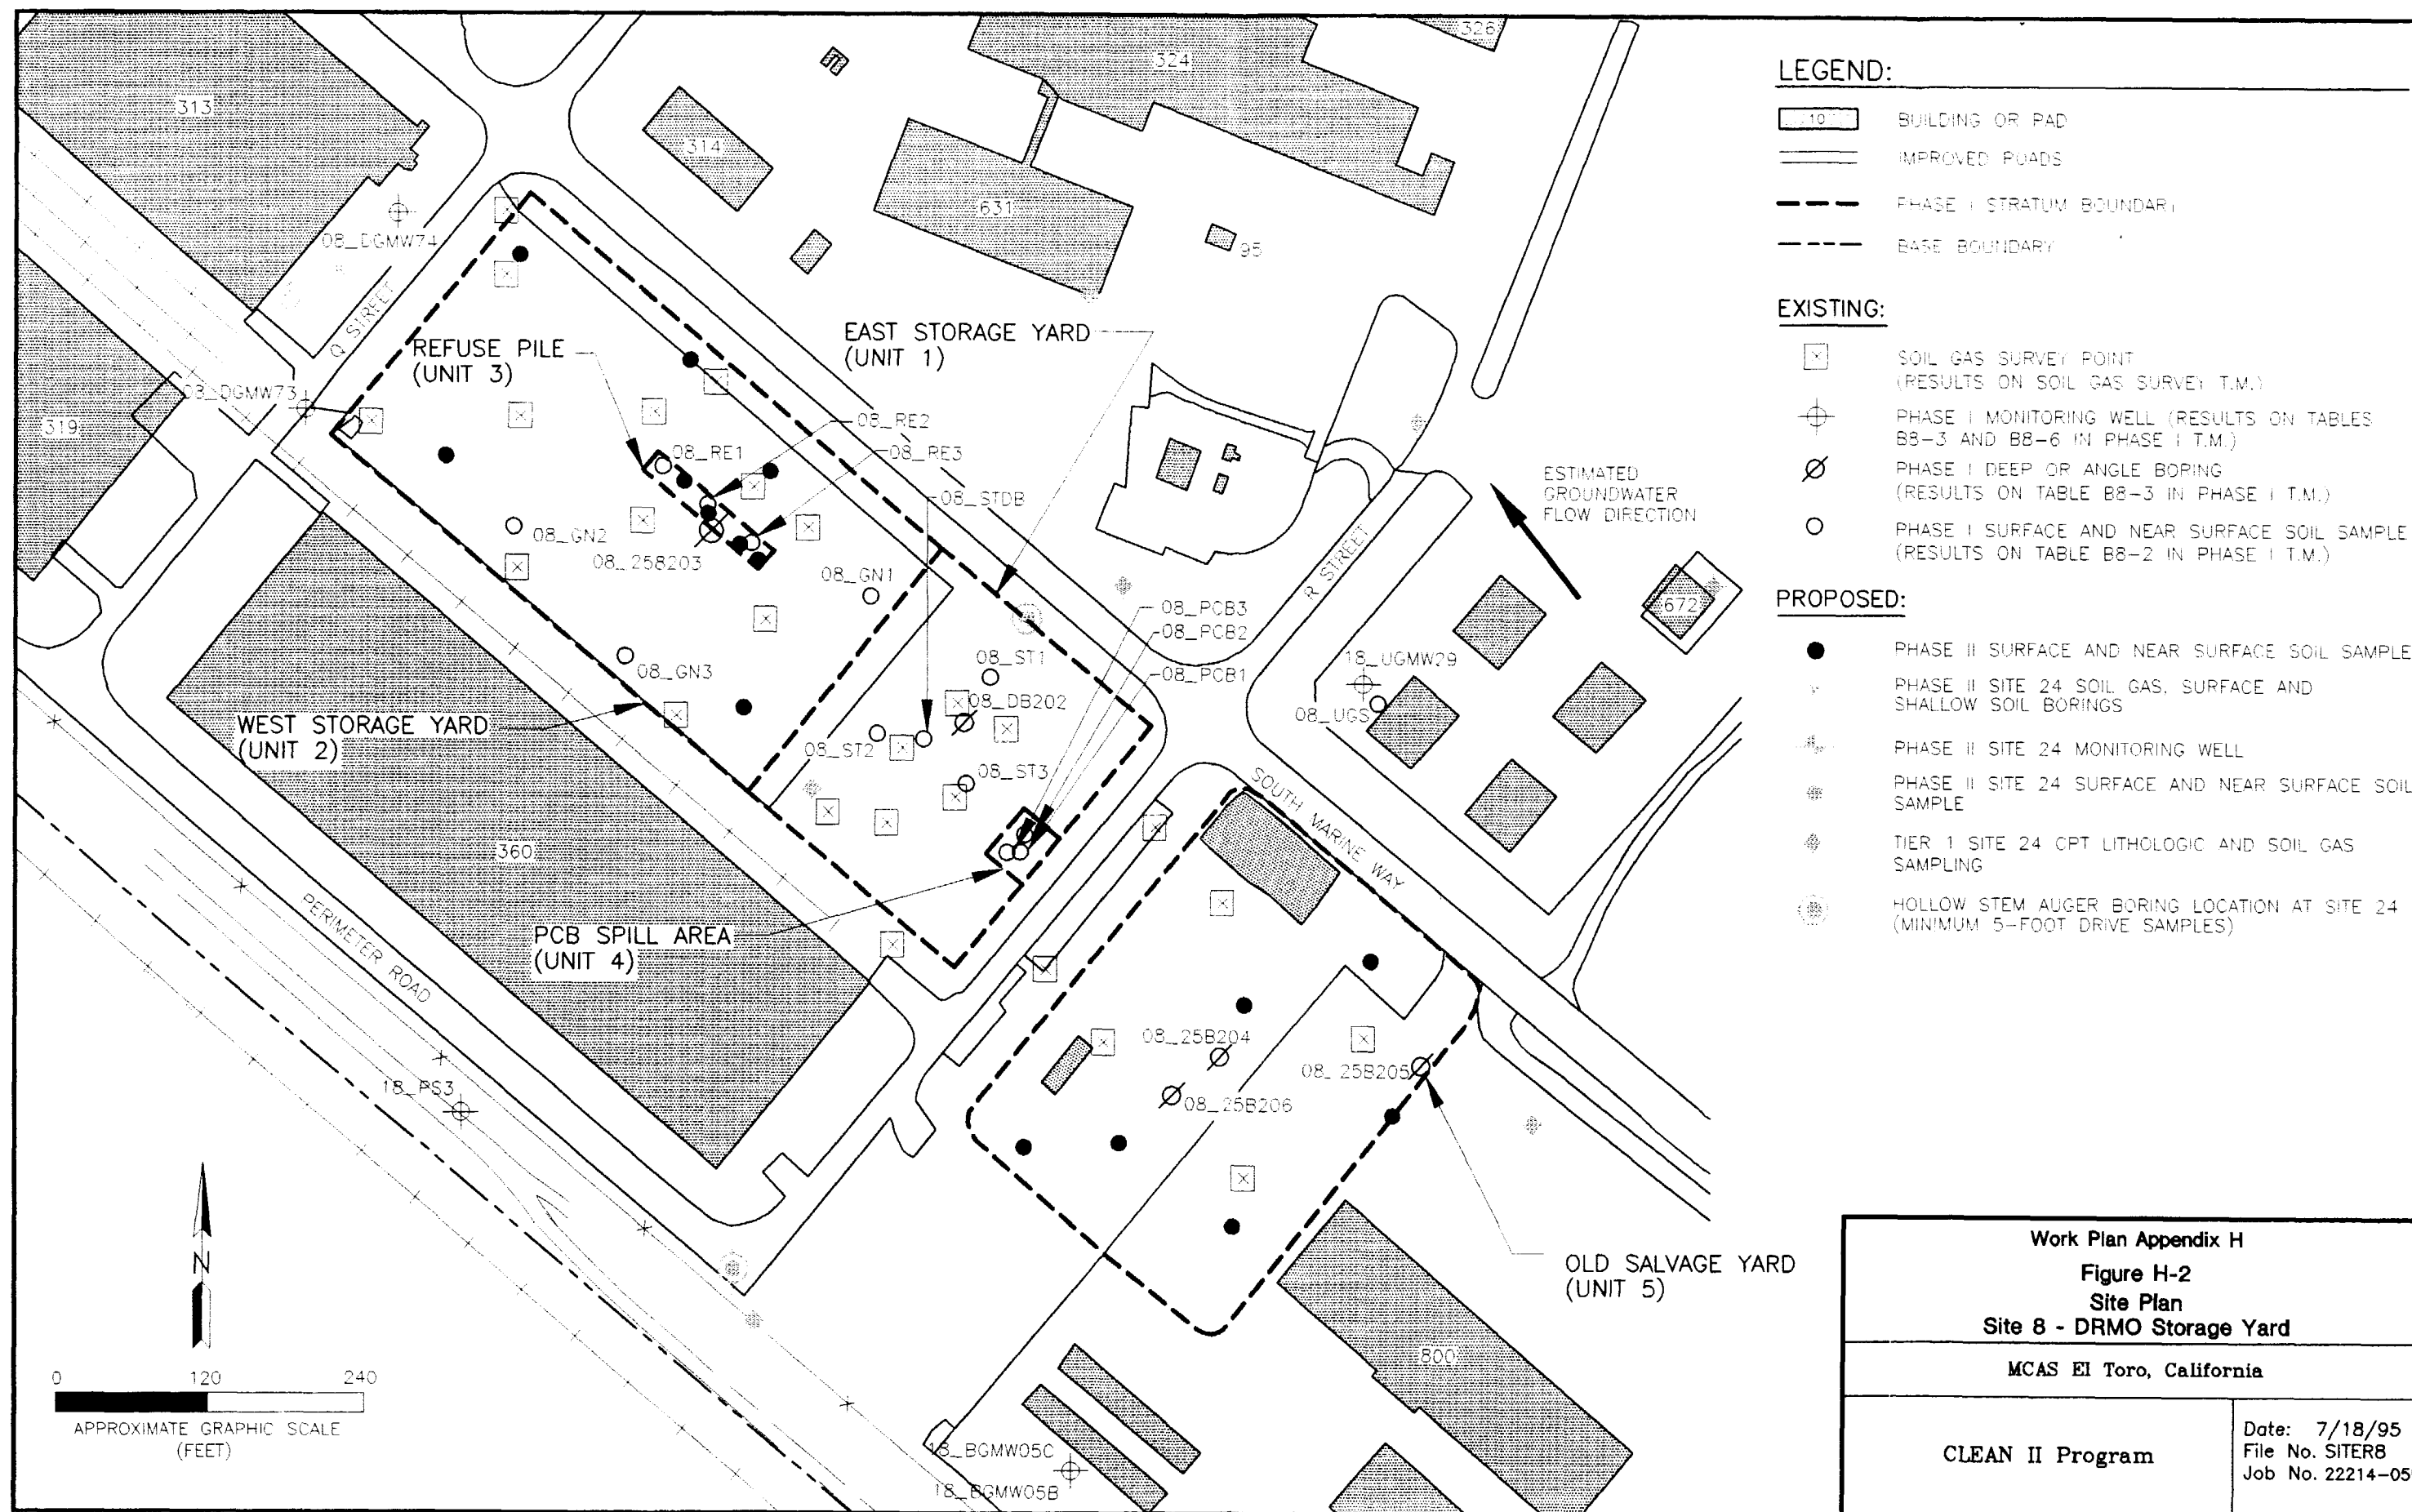 326
324
313
314
631
95
08_DGMW74
Q STREET
08_DGMW73
319
REFUSE PILE
(UNIT 3)
EAST STORAGE YARD
(UNIT 1)
08_RE2
08_RE1
08_RE3
08_STDB
08_GN2
08_25B203
08_GN1
08_PCB3
08_PCB2
08_PCB1
08_ST1
08_GN3
08_DB202
WEST STORAGE YARD
(UNIT 2)
08_ST2
08_ST3
ESTIMATED
GROUNDWATER
FLOW DIRECTION
R STREET
672
18_UGMW29
08_UGS
SOUTH MARINE WAY
360
PERIMETER ROAD
PCB SPILL AREA
(UNIT 4)
08_25B204
08_25B205
08_25B206
18_PS3
OLD SALVAGE YARD
(UNIT 5)
800
18_BGMW05C
18_BGMW05B
N
0 120 240
APPROXIMATE GRAPHIC SCALE
(FEET)
LEGEND:
10
BUILDING OR PAD
IMPROVED ROADS
PHASE I STRATUM BOUNDARY
BASE BOUNDARY
EXISTING:
SOIL GAS SURVEY POINT
(RESULTS ON SOIL GAS SURVEY T.M.)
PHASE I MONITORING WELL (RESULTS ON TABLES
B8-3 AND B8-6 IN PHASE I T.M.)
PHASE I DEEP OR ANGLE BORING
(RESULTS ON TABLE B8-3 IN PHASE I T.M.)
PHASE I SURFACE AND NEAR SURFACE SOIL SAMPLE
(RESULTS ON TABLE B8-2 IN PHASE I T.M.)
PROPOSED:
PHASE II SURFACE AND NEAR SURFACE SOIL SAMPLE
PHASE II SITE 24 SOIL GAS, SURFACE AND
SHALLOW SOIL BORINGS
PHASE II SITE 24 MONITORING WELL
PHASE II SITE 24 SURFACE AND NEAR SURFACE SOIL
SAMPLE
TIER 1 SITE 24 CPT LITHOLOGIC AND SOIL GAS
SAMPLING
HOLLOW STEM AUGER BORING LOCATION AT SITE 24
(MINIMUM 5-FOOT DRIVE SAMPLES)
Work Plan Appendix H
Figure H-2
Site Plan
Site 8 - DRMO Storage Yard
MCAS El Toro, California
CLEAN II Program
Date: 7/18/95
File No. SITER8
Job No. 22214-05